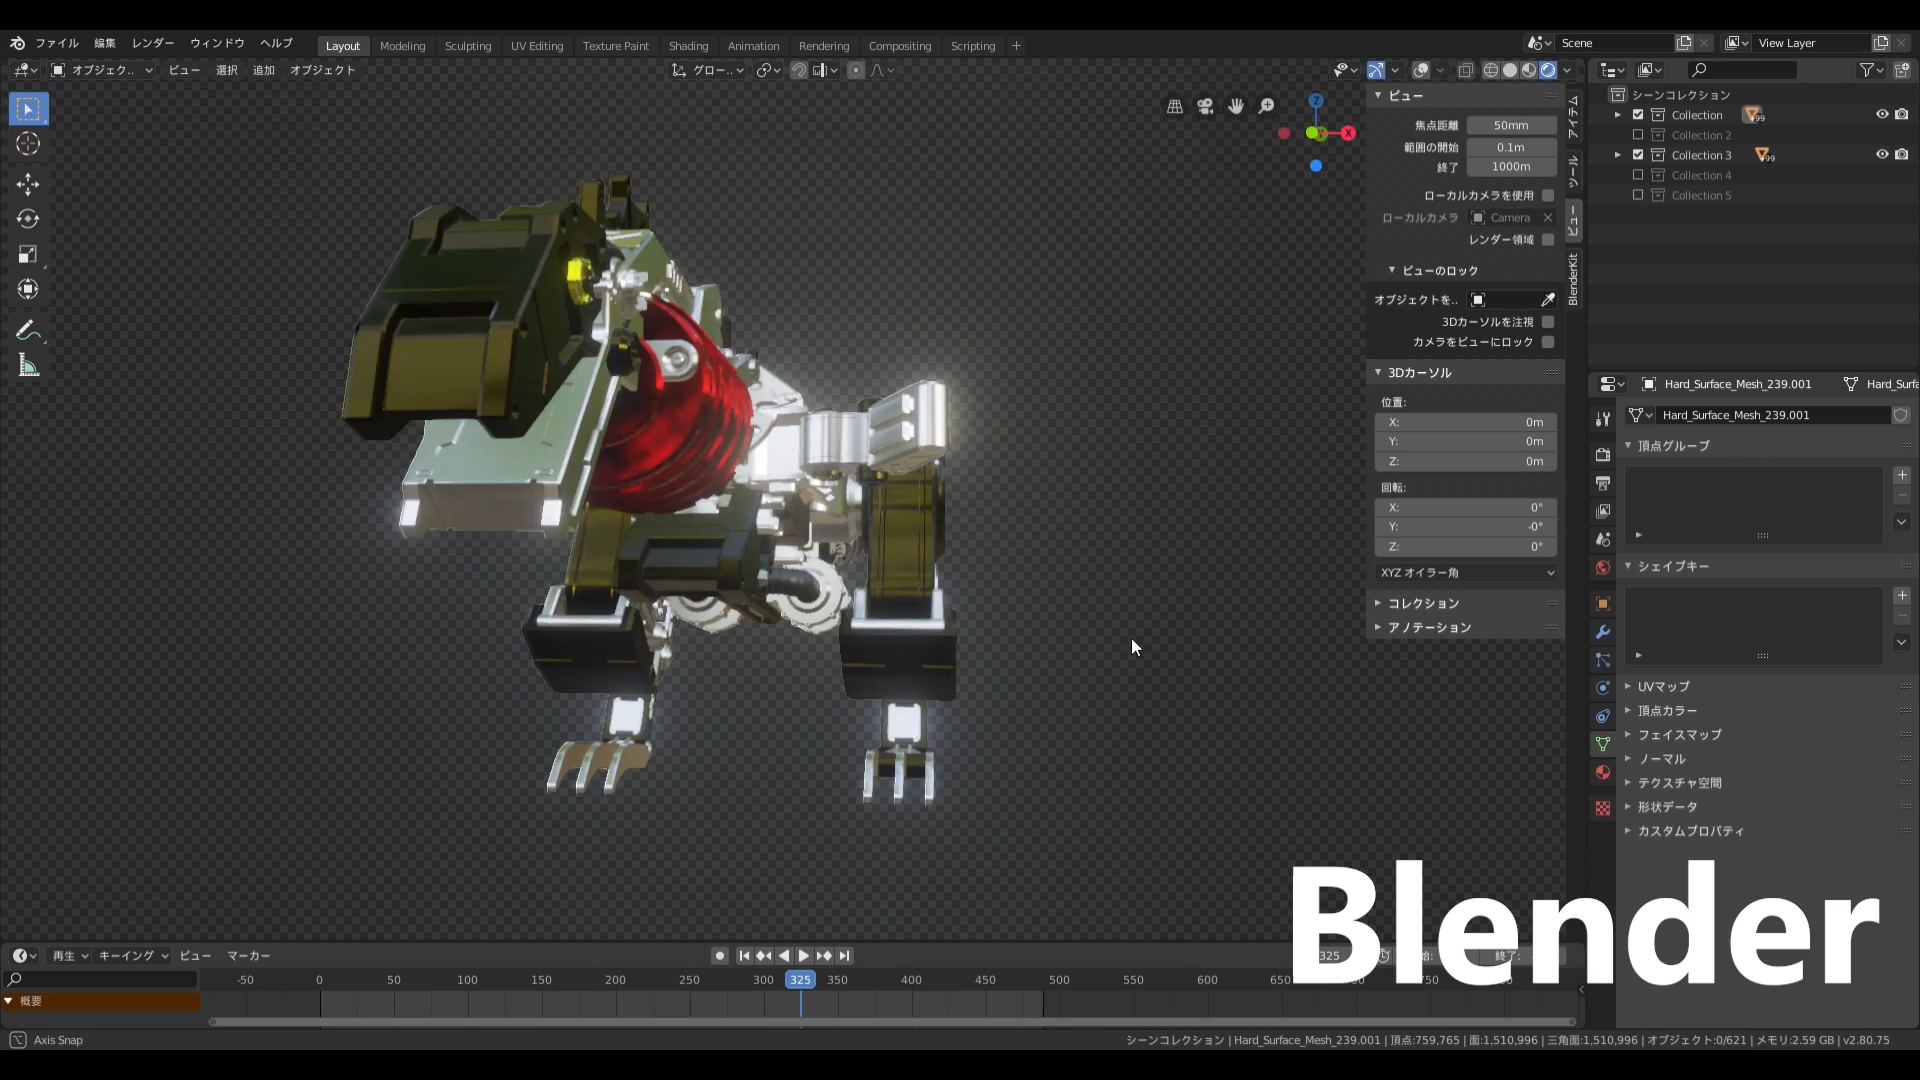 ファイル 編集 レンダー ウィンドウ ヘルプ Layout Modeling Sculpting UV Editing Texture Paint Shading Animation Rendering Compositing Scripting + Scene View Layer
オブジェク.. ビュー 選択 追加 オブジェクト グロー..
Z
X
ビュー
焦点距離 50mm
範囲の開始 0.1m
終了 1000m
ローカルカメラを使用
ローカルカメラ Camera
レンダー領域
ビューのロック
オブジェクトを..
3Dカーソルを注視
カメラをビューにロック
3Dカーソル
位置:
X: 0m
Y: 0m
Z: 0m
回転:
X: 0°
Y: -0°
Z: 0°
XYZ オイラー角
コレクション
アノテーション
アイテム
ツール
ビュー
BlenderKit
シーンコレクション
Collection 99
Collection 2
Collection 3 99
Collection 4
Collection 5
Hard_Surface_Mesh_239.001 Hard_Surfa
Hard_Surface_Mesh_239.001
頂点グループ
シェイプキー
UVマップ
頂点カラー
フェイスマップ
ノーマル
テクスチャ空間
形状データ
カスタムプロパティ
Blender
再生 キーイング ビュー マーカー 325 終了:
-50 0 50 100 150 200 250 300 325 350 400 450 500 550 600 650 750
概要
Axis Snap
シーンコレクション | Hard_Surface_Mesh_239.001 | 頂点:759,765 | 面:1,510,996 | 三角面:1,510,996 | オブジェクト:0/621 | メモリ:2.59 GB | v2.80.75